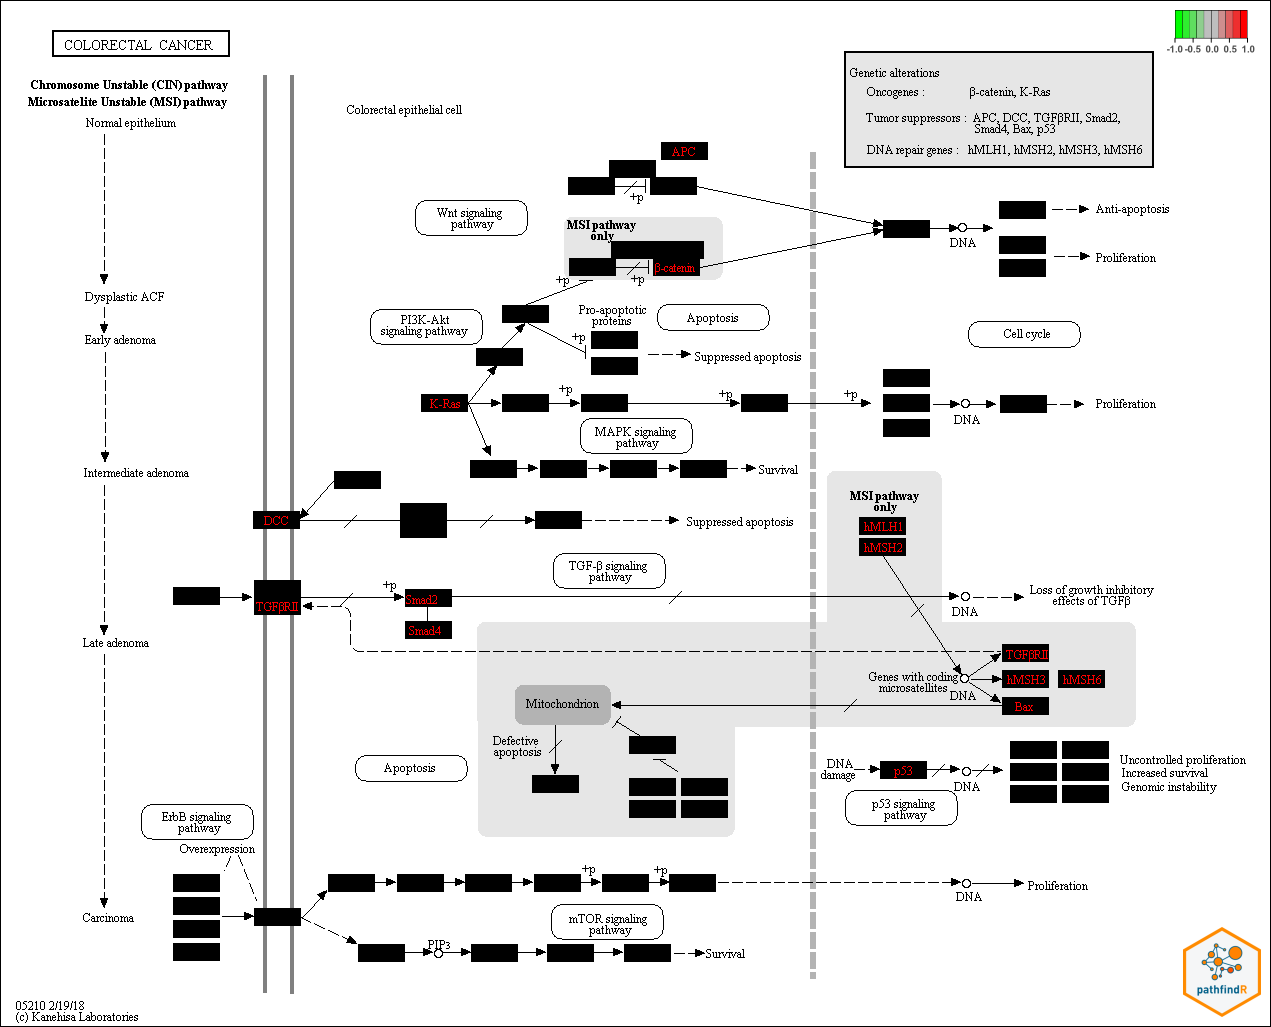 -1.0 -0.5 0.0 0.5 1.0
COLORECTAL CANCER
Chromosome Unstable (CIN) pathway
Microsatelite Unstable (MSI) pathway
Normal epithelium
Dysplastic ACF
Early adenoma
Intermediate adenoma
Late adenoma
Carcinoma
Colorectal epithelial cell
Genetic alterations
Oncogenes : β-catenin, K-Ras
Tumor suppressors : APC, DCC, TGFβRII, Smad2,
Smad4, Bax, p53
DNA repair genes : hMLH1, hMSH2, hMSH3, hMSH6
APC
+p
Wnt signaling
pathway
MSI pathway
only
β-catenin
+p
+p
DNA
Anti-apoptosis
Proliferation
PI3K-Akt
signaling pathway
Pro-apoptotic
proteins
+p
Apoptosis
Suppressed apoptosis
Cell cycle
K-Ras
+p
+p
+p
DNA
Proliferation
MAPK signaling
pathway
Survival
DCC
Suppressed apoptosis
MSI pathway
only
hMLH1
hMSH2
TGF-β signaling
pathway
TGFβRII
+p
Smad2
Smad4
DNA
Loss of growth inhibitory
effects of TGFβ
Genes with coding
microsatellites
DNA
TGFβRII
hMSH3
hMSH6
Bax
Mitochondrion
Defective
apoptosis
Apoptosis
DNA
damage
p53
DNA
Uncontrolled proliferation
Increased survival
Genomic instability
p53 signaling
pathway
ErbB signaling
pathway
Overexpression
+p
+p
DNA
Proliferation
mTOR signaling
pathway
PIP3
Survival
pathfindR
05210 2/19/18
(c) Kanehisa Laboratories